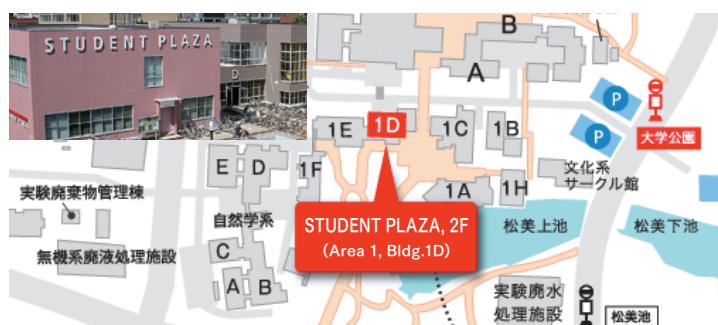 STUDENT PLAZA
D
B
A
P
P
大学公園
1E
1D
1C
1B
E
D
1F
1A
1H
文化系
サークル館
実験廃棄物管理棟
自然学系
STUDENT PLAZA, 2F
(Area 1, Bldg.1D)
松美上池
松美下池
無機系廃液処理施設
C
A
B
実験廃水
処理施設
松美池